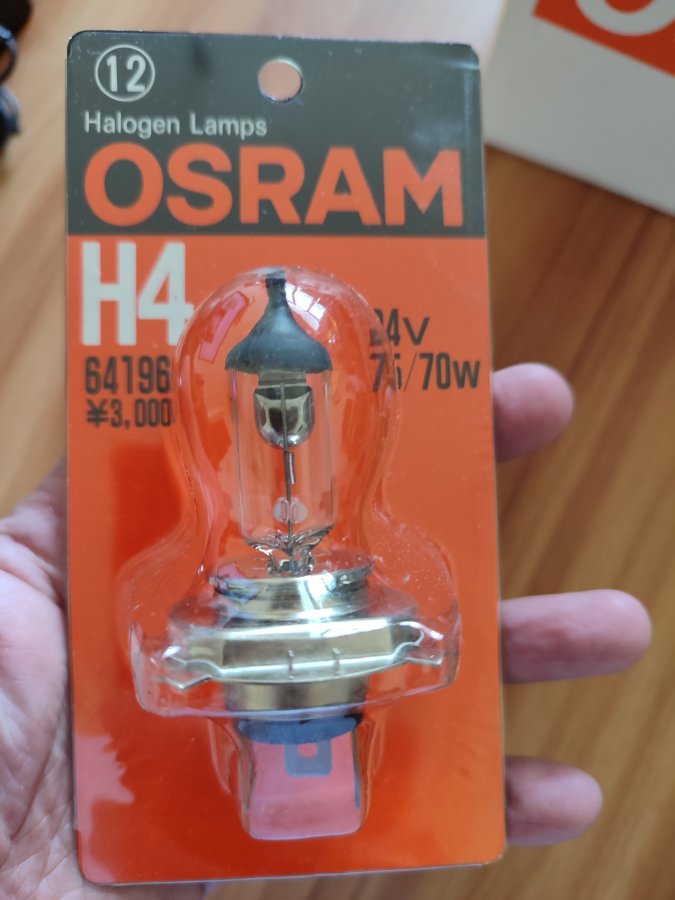 12
Halogen Lamps
OSRAM
H4
24V
64196
75/70w
¥3,000